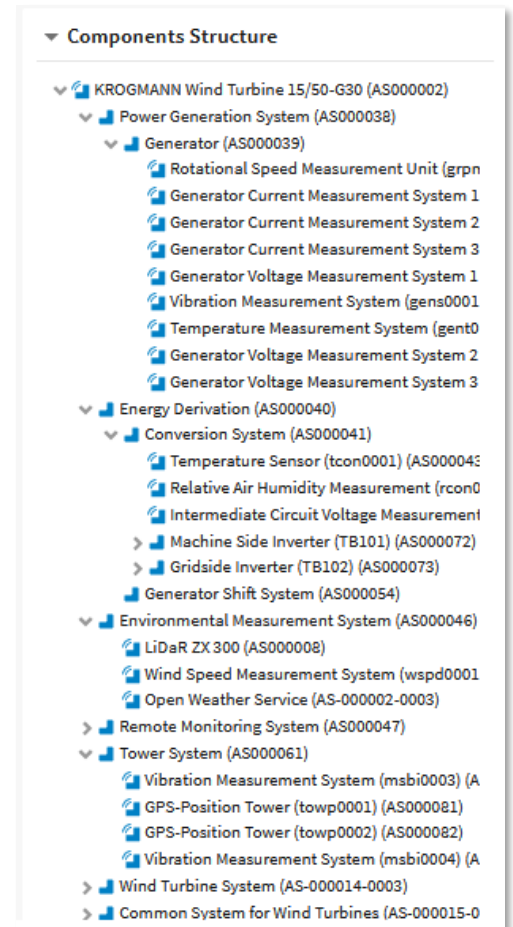 Components Structure
KROGMANN Wind Turbine 15/50-G30 (AS000002)
Power Generation System (AS000038)
Generator (AS000039)
Rotational Speed Measurement Unit (grpm
Generator Current Measurement System 1
Generator Current Measurement System 2
Generator Current Measurement System 3
Generator Voltage Measurement System 1
Vibration Measurement System (gens0001
Temperature Measurement System (gent0
Generator Voltage Measurement System 2
Generator Voltage Measurement System 3
Energy Derivation (AS000040)
Conversion System (AS000041)
Temperature Sensor (tcon0001) (AS000043
Relative Air Humidity Measurement (rcon0
Intermediate Circuit Voltage Measurement
Machine Side Inverter (TB101) (AS000072)
Gridside Inverter (TB102) (AS000073)
Generator Shift System (AS000054)
Environmental Measurement System (AS000046)
LiDaR ZX 300 (AS000008)
Wind Speed Measurement System (wspd0001
Open Weather Service (AS-000002-0003)
Remote Monitoring System (AS000047)
Tower System (AS000061)
Vibration Measurement System (msbi0003) (A
GPS-Position Tower (towp0001) (AS000081)
GPS-Position Tower (towp0002) (AS000082)
Vibration Measurement System (msbi0004) (A
Wind Turbine System (AS-000014-0003)
Common System for Wind Turbines (AS-000015-0